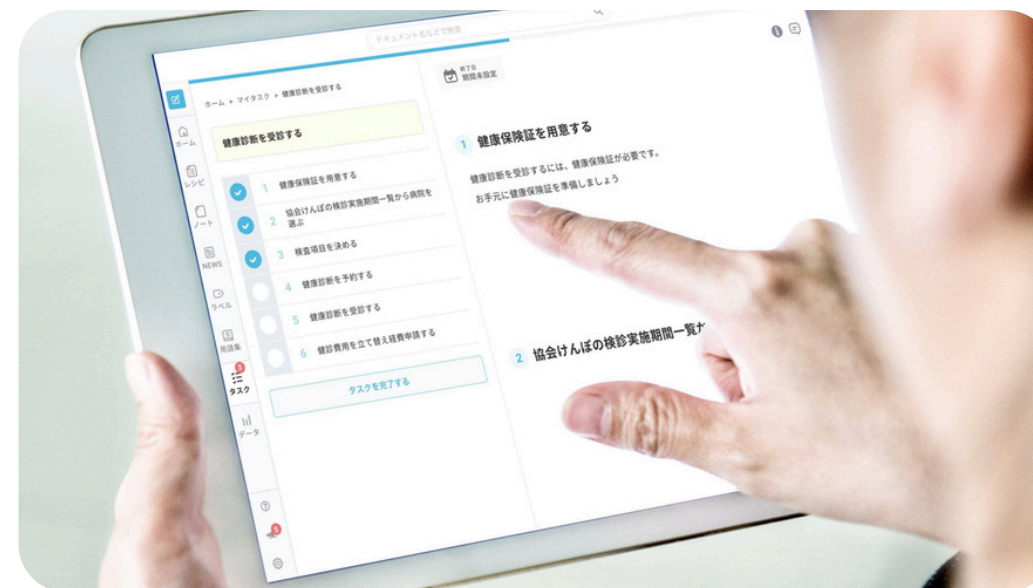 ドキュメント名などで検索
ホーム
レシピ
ノート
NEWS
ラベル
用語集
3
タスク
データ
5
ホーム ▸ マイタスク ▸ 健康診断を受診する
健康診断を受診する
1 健康保険証を用意する
2 協会けんぽの検診実施期間一覧から病院を
選ぶ
3 検査項目を決める
4 健康診断を予約する
5 健康診断を受診する
6 健診費用を立て替え経費申請する
タスクを完了する
終了日
期間未設定
1 健康保険証を用意する
健康診断を受診するには、健康保険証が必要です。
お手元に健康保険証を準備しましょう
2 協会けんぽの検診実施期間一覧か